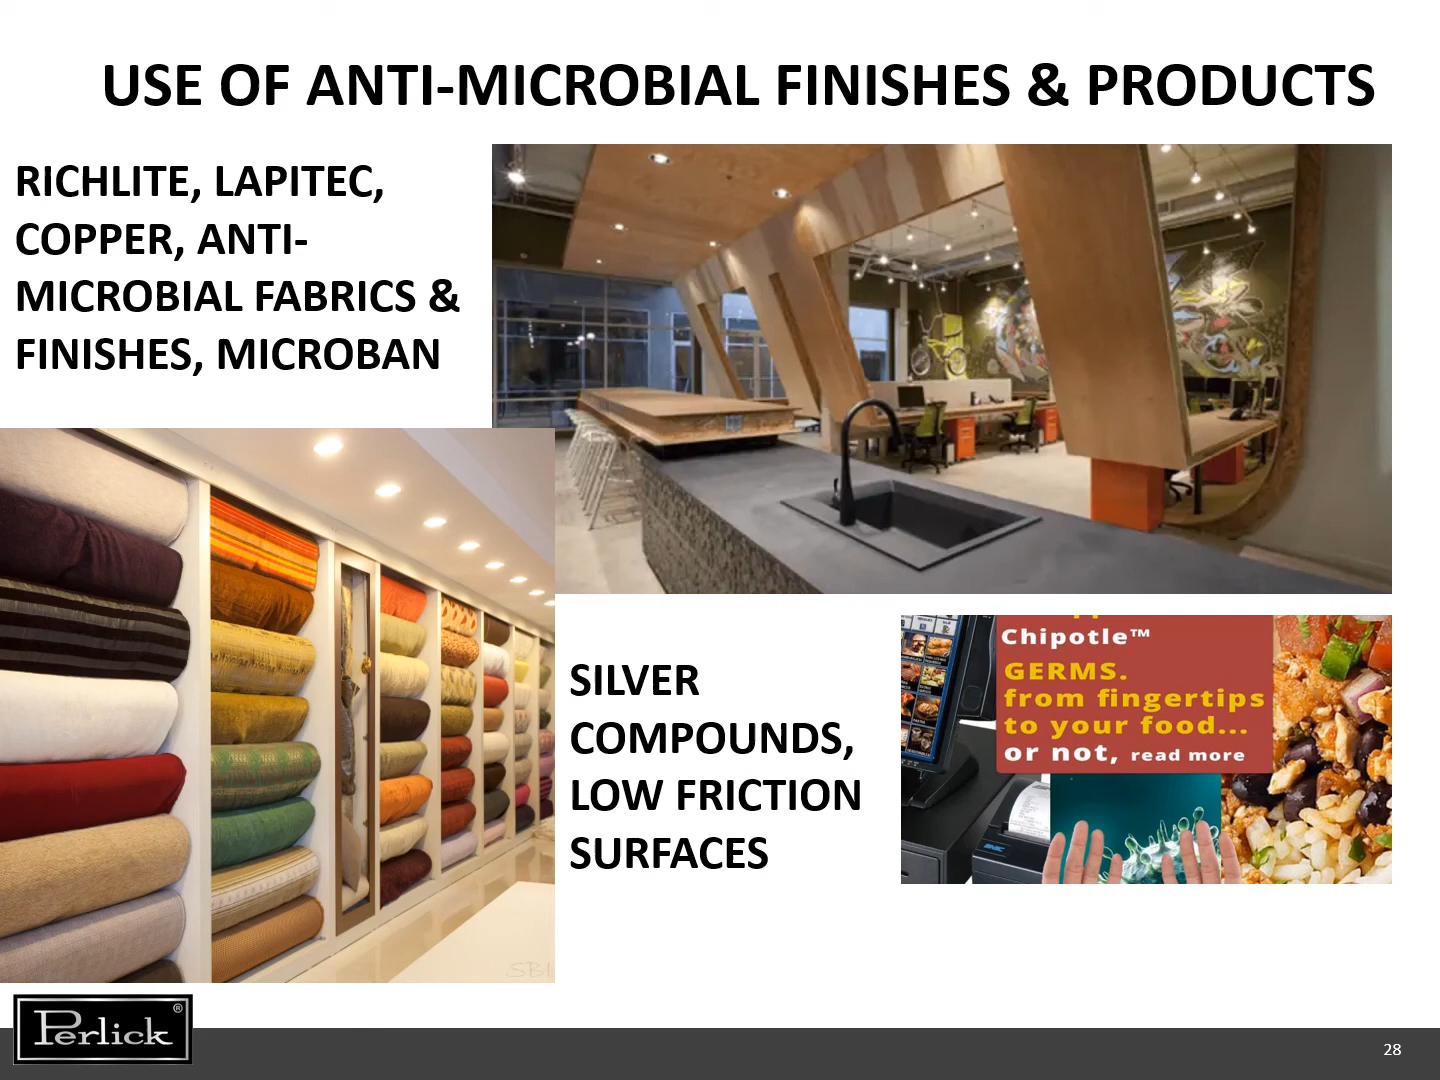 USE OF ANTI-MICROBIAL FINISHES & PRODUCTS
RICHLITE, LAPITEC,
COPPER, ANTI-
MICROBIAL FABRICS &
FINISHES, MICROBAN
SILVER
COMPOUNDS,
LOW FRICTION
SURFACES
Chipotle™
GERMS.
from fingertips
to your food...
or not, read more
SBI
Perlick®
28